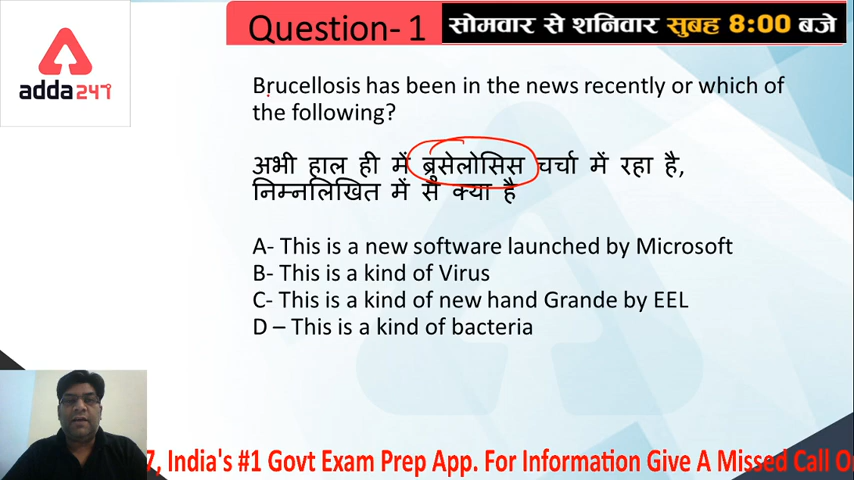 Question- 1
सोमवार से शनिवार सुबह 8:00 बजे
adda247
Brucellosis has been in the news recently or which of
the following?
अभी हाल ही में ब्रुसेलोसिस चर्चा में रहा है,
निम्नलिखित में से क्या है
A- This is a new software launched by Microsoft
B- This is a kind of Virus
C- This is a kind of new hand Grande by EEL
D – This is a kind of bacteria
7, India's #1 Govt Exam Prep App. For Information Give A Missed Call O